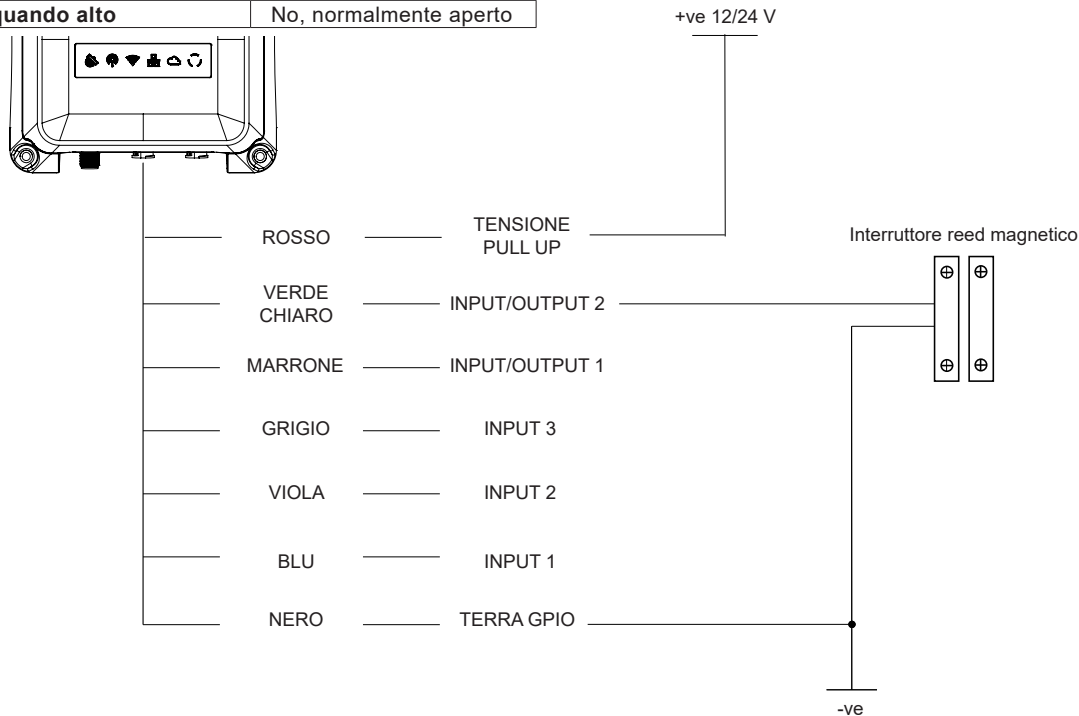 quando alto No, normalmente aperto
+ve 12/24 V
ROSSO TENSIONE
PULL UP
Interruttore reed magnetico
VERDE
CHIARO INPUT/OUTPUT 2
MARRONE INPUT/OUTPUT 1
GRIGIO INPUT 3
VIOLA INPUT 2
BLU INPUT 1
NERO TERRA GPIO
-ve